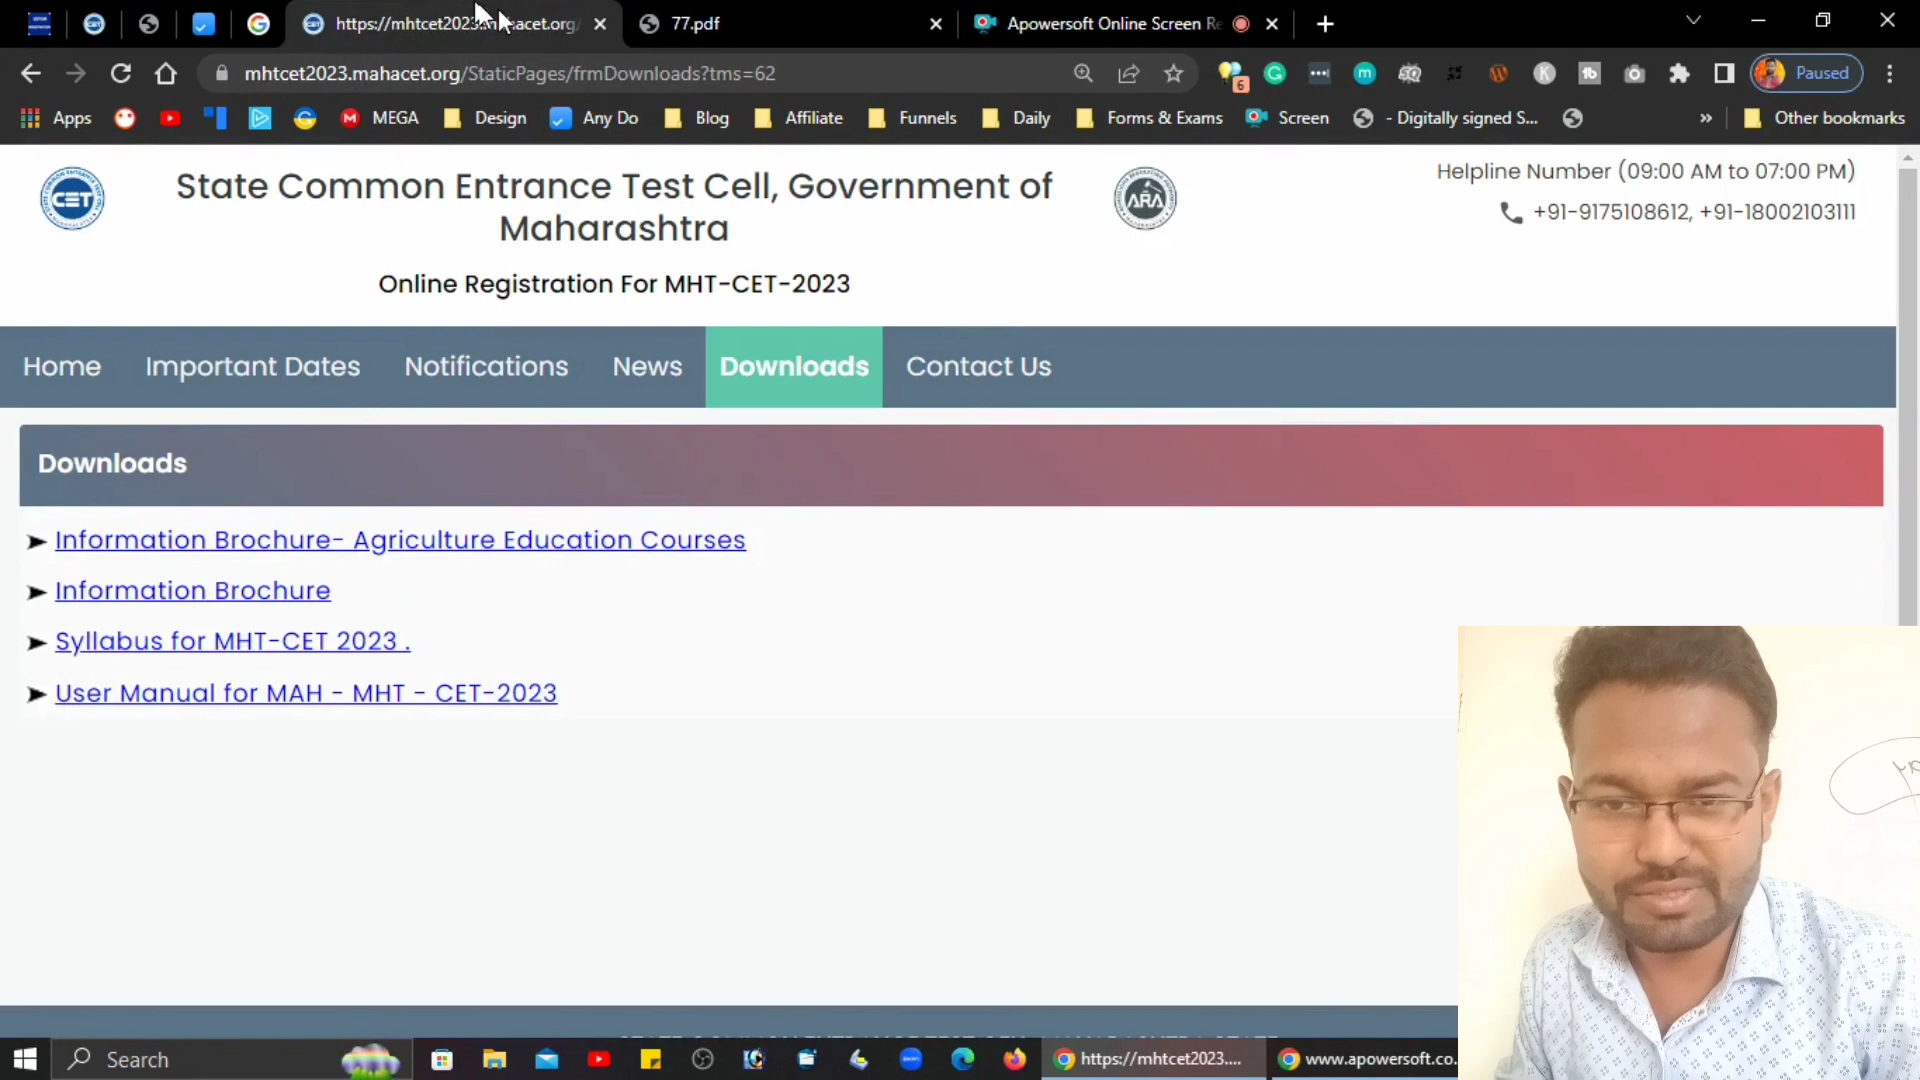 https://mhtcet2023.mahacet.org/
77.pdf
Apowersoft Online Screen Re
mhtcet2023.mahacet.org/StaticPages/frmDownloads?tms=62
6
Paused
Apps
MEGA
Design
Any Do
Blog
Affiliate
Funnels
Daily
Forms & Exams
Screen
- Digitally signed S...
»
Other bookmarks
CET
State Common Entrance Test Cell, Government of
Maharashtra
Online Registration For MHT-CET-2023
ARA
Helpline Number (09:00 AM to 07:00 PM)
+91-9175108612, +91-18002103111
Home
Important Dates
Notifications
News
Downloads
Contact Us
Downloads
Information Brochure- Agriculture Education Courses
Information Brochure
Syllabus for MHT-CET 2023 .
User Manual for MAH - MHT - CET-2023
Search
https://mhtcet2023....
www.apowersoft.co...